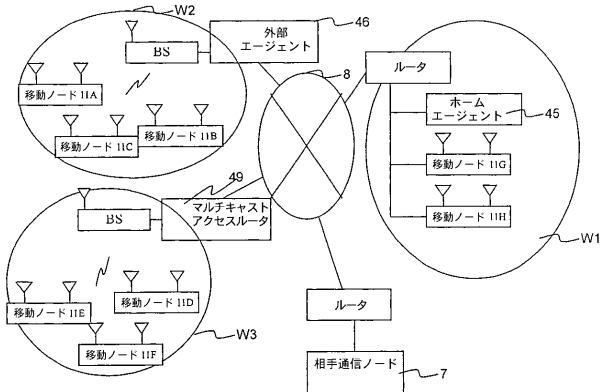 W2
46
外部
エージェント
BS
8
ルータ
移動ノード 11A
移動ノード 11B
移動ノード 11C
ホーム
エージェント
45
移動ノード 11G
移動ノード 11H
W1
49
マルチキャスト
アクセスルータ
BS
移動ノード 11D
移動ノード 11E
移動ノード 11F
W3
ルータ
相手通信ノード
7